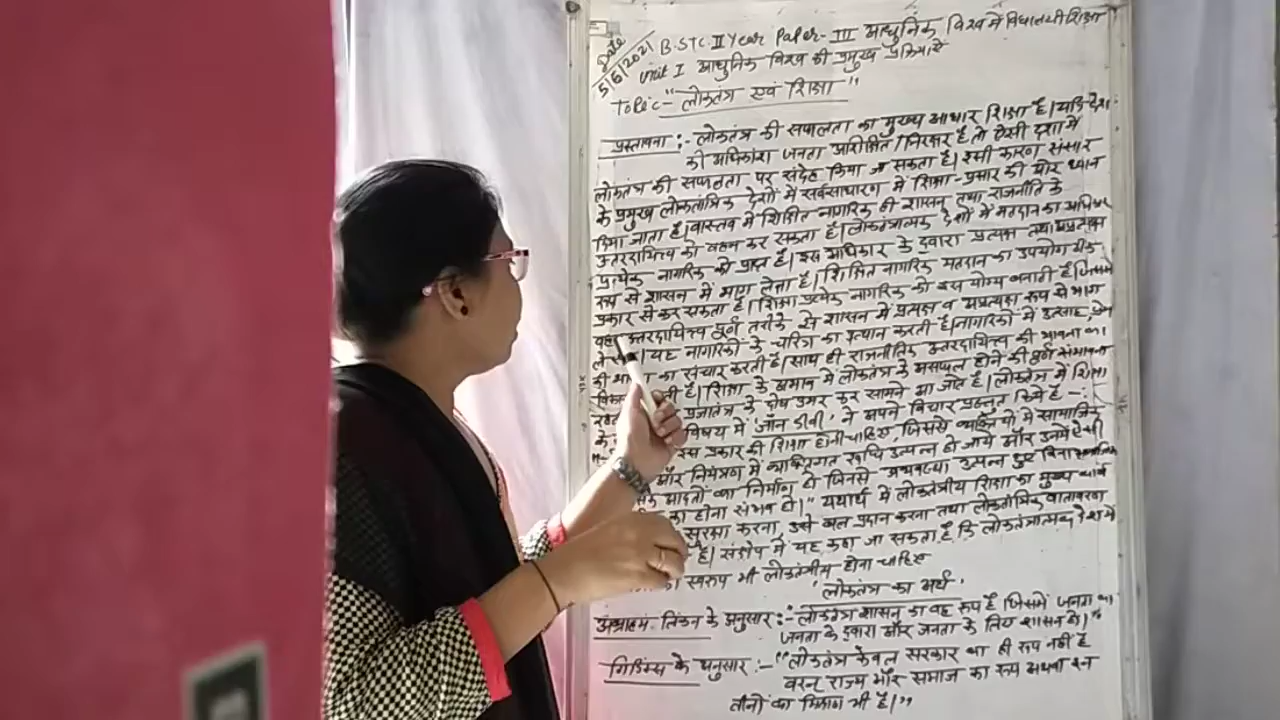 Date 5/6/2021
B.STC. II Year Paper-III आधुनिक विश्व में विद्यालयी शिक्षा
Unit I आधुनिक विश्व की प्रमुख प्रक्रियायें
Topic- "लोकतंत्र एवं शिक्षा"
प्रस्तावना :- लोकतंत्र की सफलता का मुख्य आधार शिक्षा है। यदि देश
की अधिकांश जनता अशिक्षित/निरक्षर है तो ऐसी दशा में
लोकतंत्र की सफलता पर संदेह किया जा सकता है। इसी कारण संसार
के प्रमुख लोकतांत्रिक देशों में सर्वसाधारण में शिक्षा-प्रसार की ओर ध्यान
दिया जाता है। वास्तव में शिक्षित नागरिक ही शासन तथा राजनीति के
उत्तरदायित्व को वहन कर सकता है। लोकतंत्रात्मक देशों में मतदान का अधिकार
प्रत्येक नागरिक को प्राप्त है। इस अधिकार के द्वारा प्रत्यक्ष तथा अप्रत्यक्ष
रूप से शासन में भाग लेता है। शिक्षित नागरिक मतदान का उपयोग ठीक
प्रकार से कर सकता है। शिक्षा प्रत्येक नागरिक को इस योग्य बनाती है जिससे
वह उत्तरदायित्व पूर्ण तरीके से शासन में प्रत्यक्ष व अप्रत्यक्ष रूप से भाग
ले यह नागरिकों के चरित्र का उत्थान करती है। नागरिकों में उत्साह, प्रेम
की का संचार करती है। साथ ही राजनीतिक उत्तरदायित्व की भावना का
है। शिक्षा के अभाव में लोकतंत्र के असफल होने की पूर्ण संभावना
प्रजातंत्र के दोष उभर कर सामने आ जाते है। लोकतंत्र में शिक्षा
के विषय में 'जॉन डीवी' ने अपने विचार प्रस्तुत किये है -
इस प्रकार की शिक्षा होनी चाहिए, जिससे व्यक्तियों में सामाजिक
और नियंत्रण में व्यक्तिगत रूचि उत्पन्न हो जाये और उनमें ऐसी
आदतों का निर्माण हो जिनसे अव्यवस्था उत्पन्न हुए बिना सामाजिक
का होना संभव हो।" यथार्थ में लोकतंत्रीय शिक्षा का मुख्य कार्य
सुरक्षा करना, उसे बल प्रदान करना तथा लोकतांत्रिक वातावरण
है। संक्षेप में यह कहा जा सकता है कि लोकतंत्रात्मक देश में
स्वरूप भी लोकतंत्रीय होना चाहिए
'लोकतंत्र का अर्थ'
अब्राहम लिंकन के अनुसार :- "लोकतंत्र शासन का वह रूप है जिसमें जनता का
जनता के द्वारा और जनता के लिए शासन हो।"
गिडिंग्स के अनुसार :- "लोकतंत्र केवल सरकार का ही रूप नहीं है
वरन् राज्य और समाज का रूप अथवा इन
तीनों का मिश्रण भी है।"